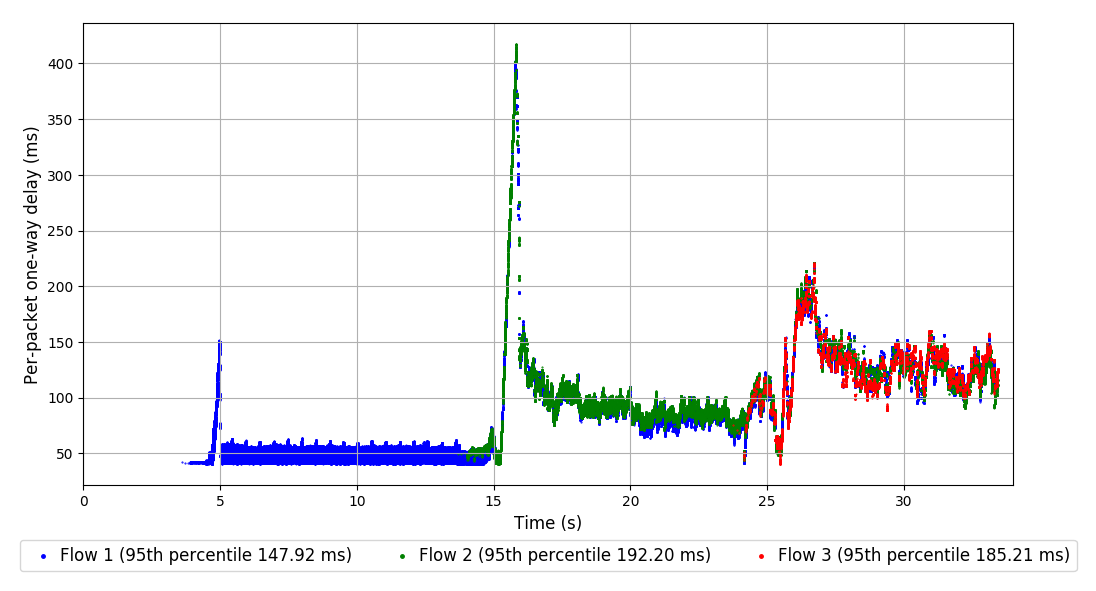 Per-packet one-way delay (ms)
400
350
300
250
200
150
100
50
0 5 10 15 20 25 30
Time (s)
Flow 1 (95th percentile 147.92 ms) Flow 2 (95th percentile 192.20 ms) Flow 3 (95th percentile 185.21 ms)